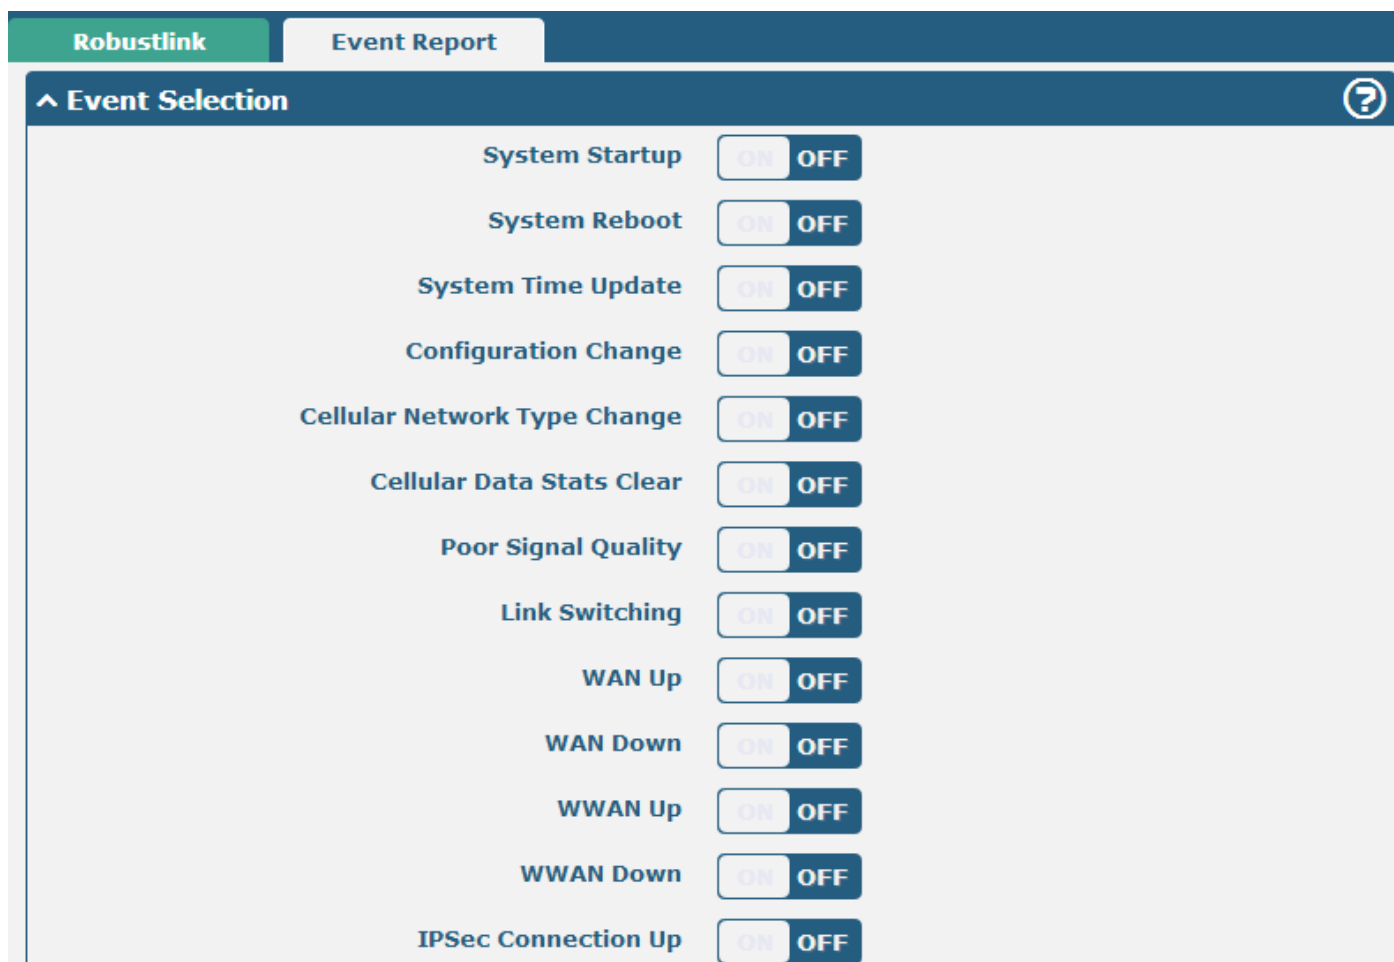 Robustlink Event Report
Event Selection ?
System Startup ON OFF
System Reboot ON OFF
System Time Update ON OFF
Configuration Change ON OFF
Cellular Network Type Change ON OFF
Cellular Data Stats Clear ON OFF
Poor Signal Quality ON OFF
Link Switching ON OFF
WAN Up ON OFF
WAN Down ON OFF
WWAN Up ON OFF
WWAN Down ON OFF
IPSec Connection Up ON OFF